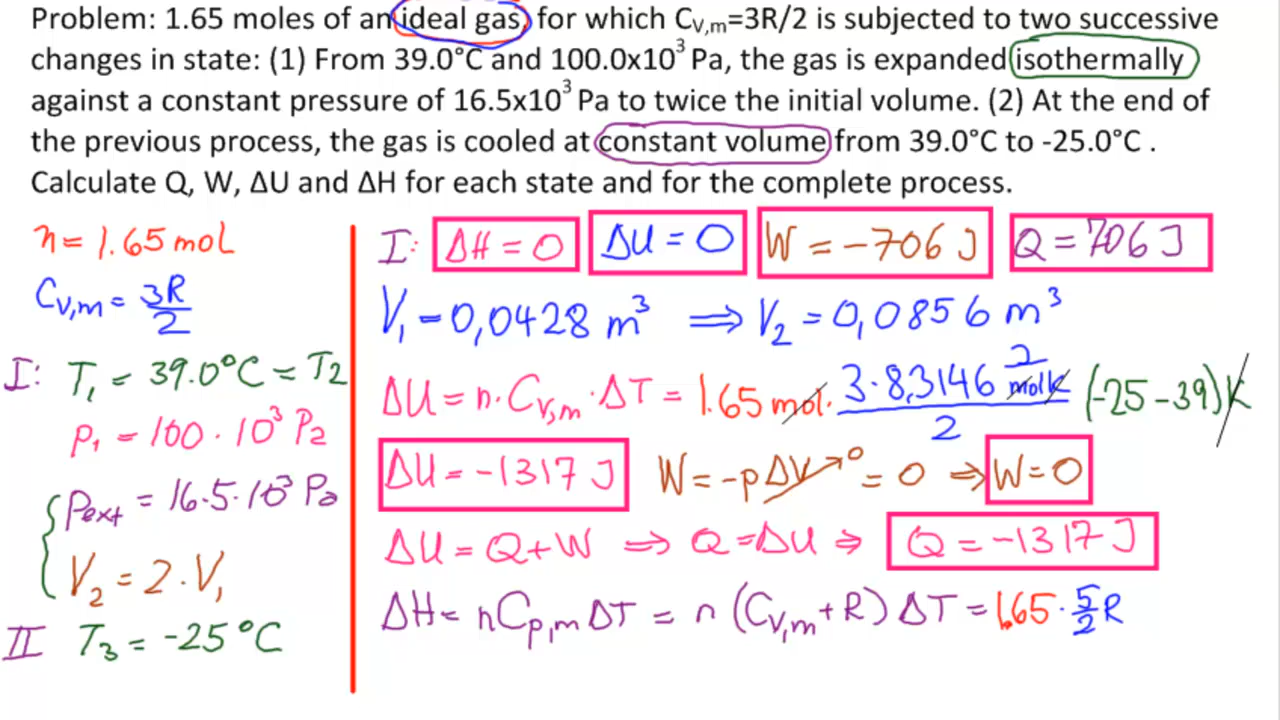 Problem: 1.65 moles of an ideal gas, for which Cv,m=3R/2 is subjected to two successive
changes in state: (1) From 39.0°C and 100.0x10³ Pa, the gas is expanded isothermally
against a constant pressure of 16.5x10³ Pa to twice the initial volume. (2) At the end of
the previous process, the gas is cooled at constant volume from 39.0°C to -25.0°C .
Calculate Q, W, ΔU and ΔH for each state and for the complete process.
n = 1.65 mol
Cv,m = 3R/2
I: T₁ = 39.0°C = T2
P₁ = 100 · 10³ Pa
Pext = 16.5 · 10³ Pa
V₂ = 2 · V₁
II T₃ = -25°C
I: ΔH = 0 ΔU = 0 W = -706 J Q = 706 J
V₁ = 0,0428 m³ ⇒ V₂ = 0,0856 m³
ΔU = n · Cv,m · ΔT = 1.65 mol · 3 · 8,3146 2/molK / 2 (-25 - 39) K
ΔU = -1317 J W = -pΔV→0 = 0 ⇒ W = 0
ΔU = Q + W ⇒ Q = ΔU ⇒ Q = -1317 J
ΔH = nCp,m ΔT = n (Cv,m + R) ΔT = 1.65 · 5/2 R